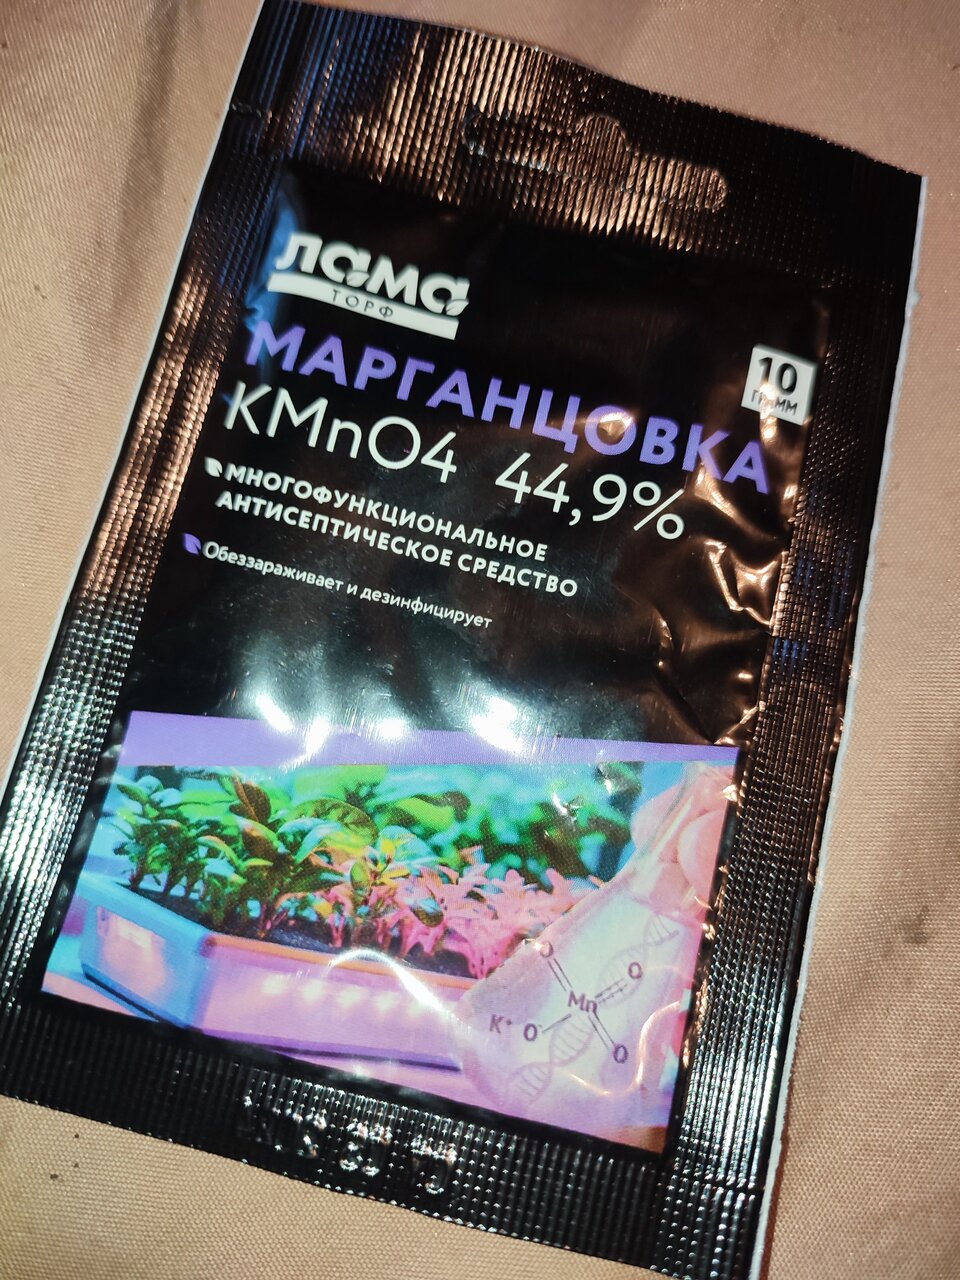 лама
ТОРФ
МАРГАНЦОВКА
10
ГРАММ
KMnO4 44,9%
МНОГОФУНКЦИОНАЛЬНОЕ
АНТИСЕПТИЧЕСКОЕ СРЕДСТВО
Обеззараживает и дезинфицирует
O
Mn
O
K+
O-
O